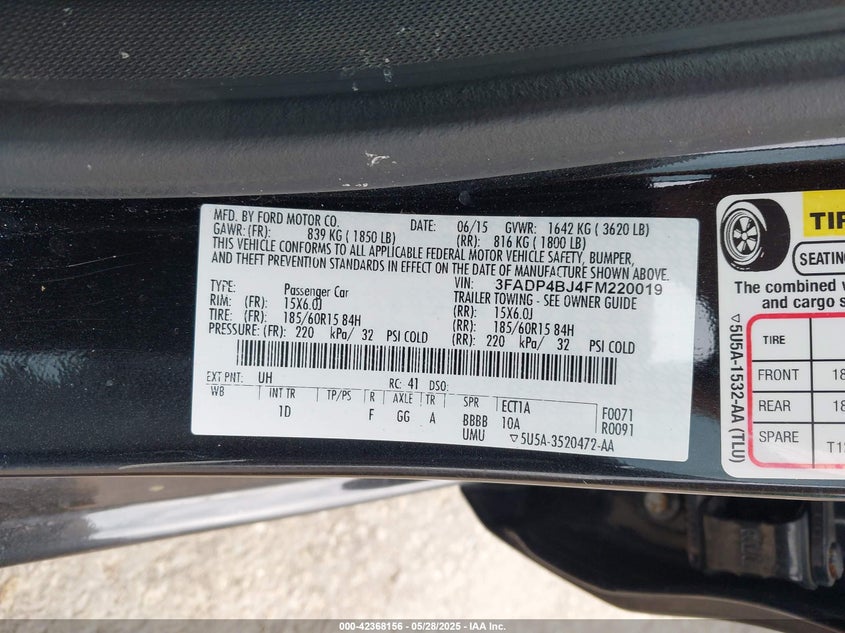 MFD. BY FORD MOTOR CO. DATE: 06/15 GVWR: 1642 KG ( 3620 LB)
GAWR: (FR): 839 KG ( 1850 LB) (RR): 816 KG ( 1800 LB)
THIS VEHICLE CONFORMS TO ALL APPLICABLE FEDERAL MOTOR VEHICLE SAFETY, BUMPER,
AND THEFT PREVENTION STANDARDS IN EFFECT ON THE DATE OF MANUFACTURE SHOWN ABOVE.
VIN: 3FADP4BJ4FM220019
TYPE: Passenger Car TRAILER TOWING - SEE OWNER GUIDE
RIM: (FR): 15X6.0J (RR): 15X6.0J
TIRE: (FR): 185/60R15 84H (RR): 185/60R15 84H
PRESSURE: (FR): 220 kPa/ 32 PSI COLD (RR): 220 kPa/ 32 PSI COLD
EXT PNT: UH RC: 41 DSO:
WB INT TR TP/PS R AXLE TR SPR ECT1A F0071
1D F GG A BBBB 10A R0091
UMU ▽5U5A-3520472-AA
TIR
SEATING
The combined w
and cargo s
TIRE
FRONT 18
REAR 18
SPARE T12
▽5U5A-1532-AA (TLU)
000-42368156 — 05/28/2025 — IAA Inc.